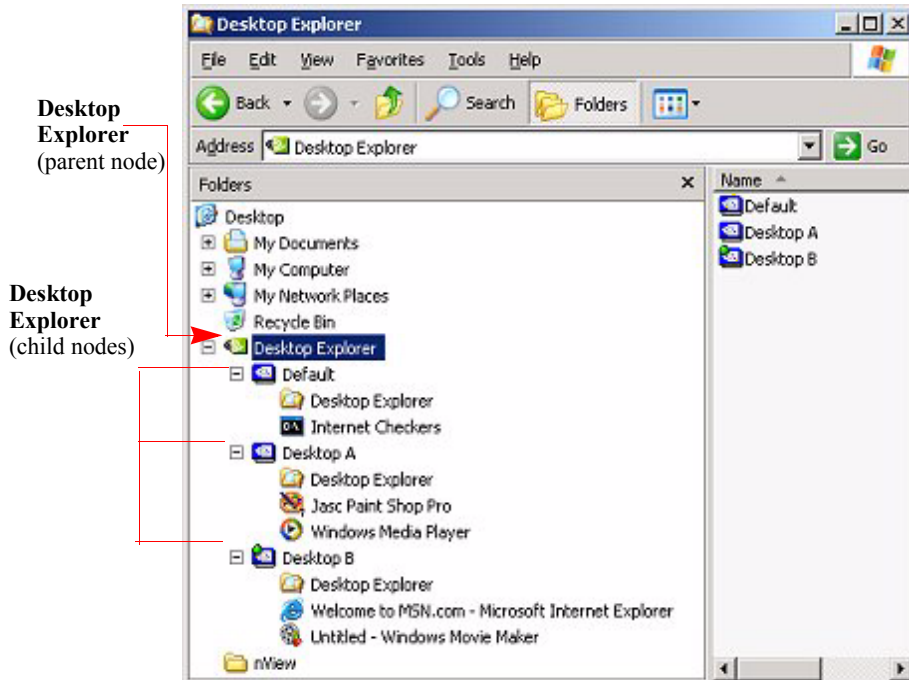 Desktop Explorer
File Edit View Favorites Tools Help
Back Search Folders
Address Desktop Explorer Go
Desktop
Explorer
(parent node)
Folders x
Name
Desktop
My Documents
My Computer
My Network Places
Recycle Bin
Desktop Explorer
Default
Desktop Explorer
Internet Checkers
Desktop A
Desktop Explorer
Jasc Paint Shop Pro
Windows Media Player
Desktop B
Desktop Explorer
Welcome to MSN.com - Microsoft Internet Explorer
Untitled - Windows Movie Maker
nView
Default
Desktop A
Desktop B
Desktop
Explorer
(child nodes)